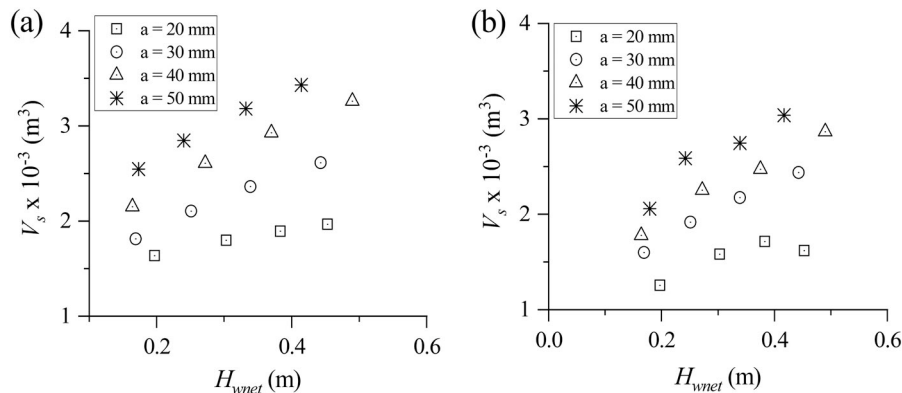 (a)
a = 20 mm
a = 30 mm
a = 40 mm
a = 50 mm
4
3
2
1
V_s x 10^-3 (m^3)
0.2
0.4
0.6
H_wnet (m)
(b)
a = 20 mm
a = 30 mm
a = 40 mm
a = 50 mm
4
3
2
1
V_s x 10^-3 (m^3)
0.0
0.2
0.4
0.6
H_wnet (m)